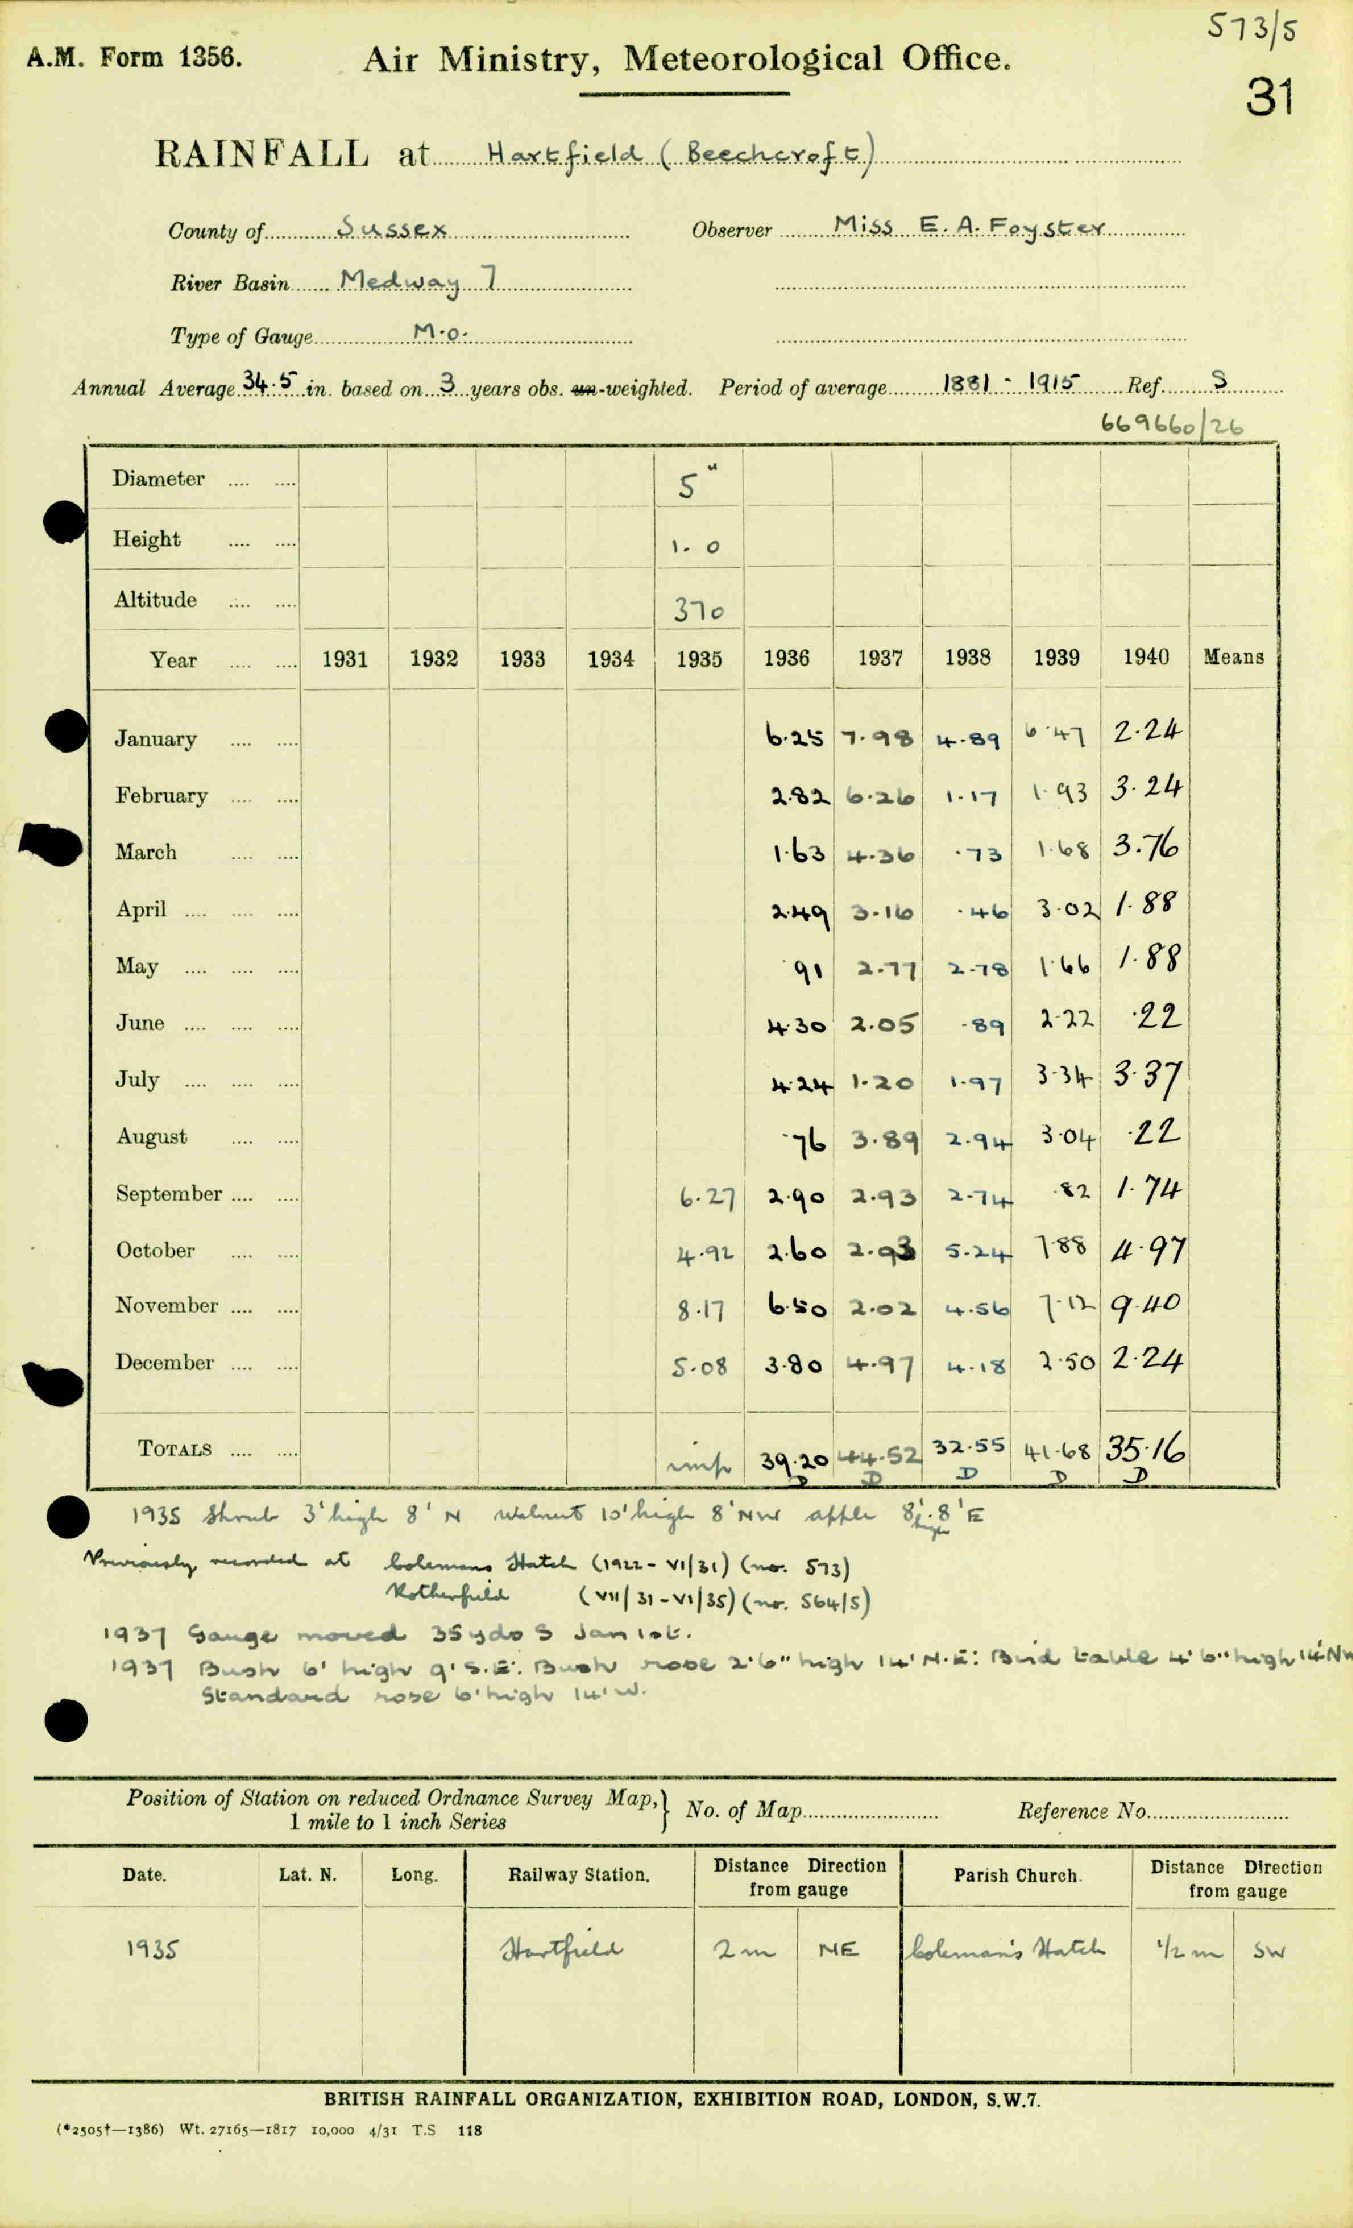 573/5
A.M. Form 1356. Air Ministry, Meteorological Office.
31
RAINFALL at Hartfield (Beechcroft)
County of Sussex Observer Miss E. A. Foyster
River Basin Medway 7
Type of Gauge M.O.
Annual Average 34.5 in. based on 3 years obs. un-weighted. Period of average 1881 - 1915 Ref. S
669660/26
Diameter .... .... 5"
Height .... .... 1.0
Altitude .... .... 370
Year .... .... 1931 1932 1933 1934 1935 1936 1937 1938 1939 1940 Means
January .... .... 6.25 7.98 4.89 6.47 2.24
February .... .... 2.82 6.26 1.17 1.93 3.24
March .... .... 1.63 4.36 .73 1.68 3.76
April .... .... .... 2.49 3.16 .46 3.02 1.88
May .... .... .... .91 2.77 2.78 1.66 1.88
June .... .... .... 4.30 2.05 .89 2.22 .22
July .... .... .... 4.24 1.20 1.97 3.34 3.37
August .... .... .76 3.89 2.94 3.04 .22
September .... .... 6.27 2.90 2.93 2.74 .82 1.74
October .... .... 4.92 2.60 2.93 5.24 7.88 4.97
November .... .... 8.17 6.50 2.02 4.56 7.12 9.40
December .... .... 5.08 3.80 4.97 4.18 2.50 2.24
TOTALS .... .... imp 39.20 44.52 32.55 41.68 35.16
D D D D D
1935 Shrub 3' high 8' N Walnut 10' high 8' NW apple 8' high 8' E
Previously recorded at Colemans Hatch (1922 - VI/31) (no. 573)
Rotherfield (VII/31 - VI/35) (no. 564/5)
1937 Gauge moved 35 yds S Jan 1st.
1937 Bush 6' high 9' S.E: Bush rose 2'6" high 14' N.E: Bird table 4'6" high 14' NW
Standard rose 6' high 14' W.
Position of Station on reduced Ordnance Survey Map, 1 mile to 1 inch Series } No. of Map Reference No.
Date. Lat. N. Long. Railway Station. Distance Direction from gauge Parish Church. Distance Direction from gauge
1935 Hartfield 2 m NE Coleman's Hatch 1/2 m SW
BRITISH RAINFALL ORGANIZATION, EXHIBITION ROAD, LONDON, S.W.7.
(*2505†—1386) Wt. 27165—1817 10,000 4/31 T.S 118